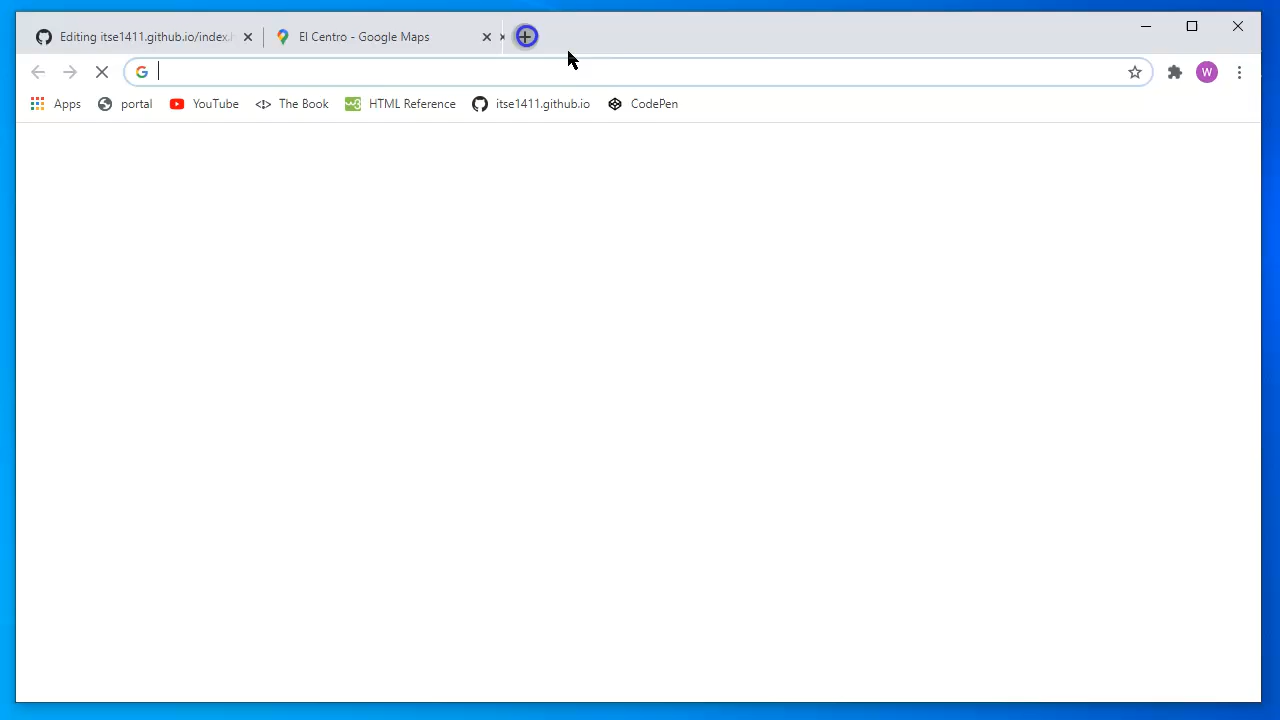 Editing itse1411.github.io/index. El Centro - Google Maps
W
Apps portal YouTube The Book HTML Reference itse1411.github.io CodePen